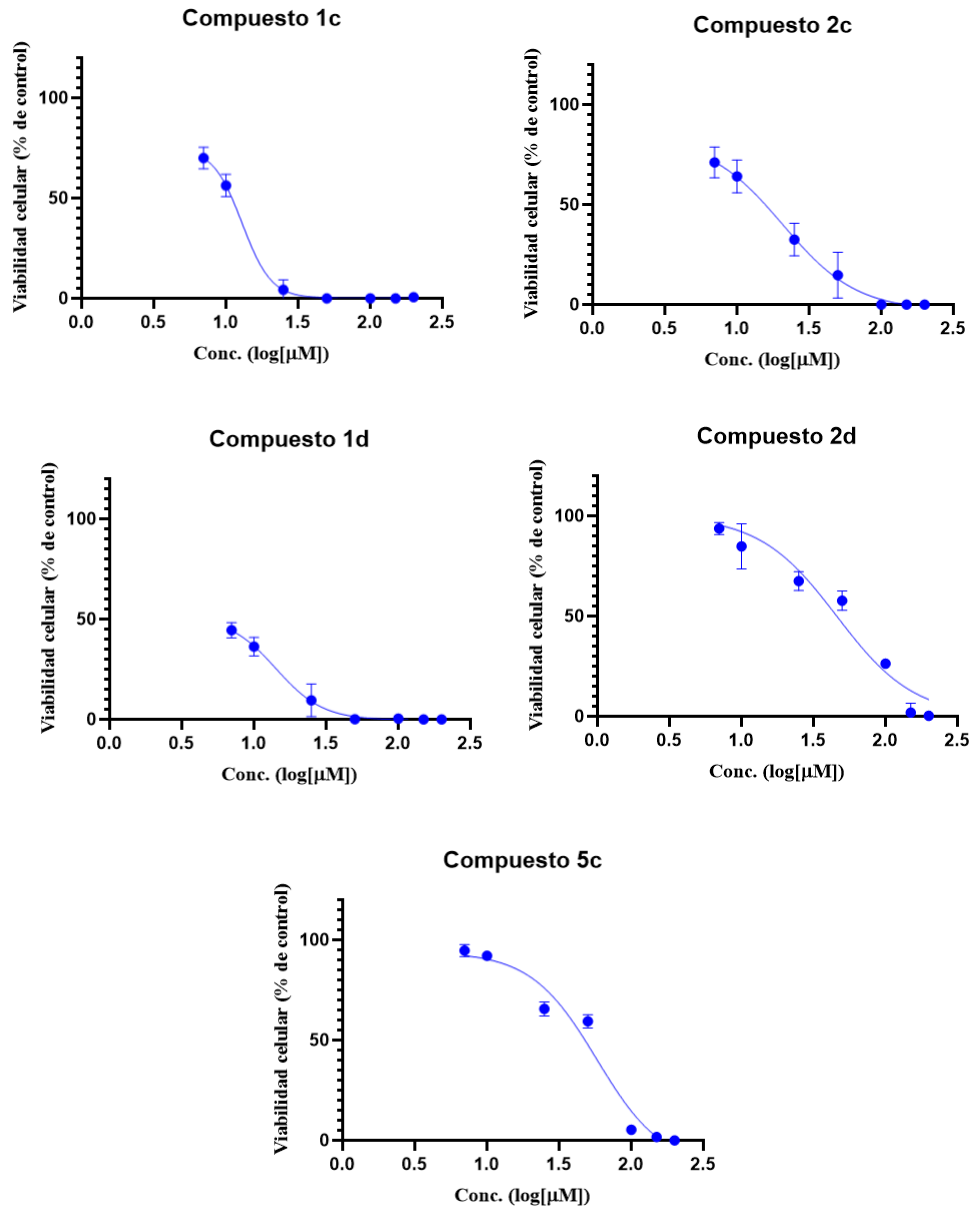 Compuesto 1c
Viabilidad celular (% de control)
100
50
0
0.0 0.5 1.0 1.5 2.0 2.5
Conc. (log[μM])
Compuesto 2c
Viabilidad celular (% de control)
100
50
0
0.0 0.5 1.0 1.5 2.0 2.5
Conc. (log[μM])
Compuesto 1d
Viabilidad celular (% de control)
100
50
0
0.0 0.5 1.0 1.5 2.0 2.5
Conc. (log[μM])
Compuesto 2d
Viabilidad celular (% de control)
100
50
0
0.0 0.5 1.0 1.5 2.0 2.5
Conc. (log[μM])
Compuesto 5c
Viabilidad celular (% de control)
100
50
0
0.0 0.5 1.0 1.5 2.0 2.5
Conc. (log[μM])